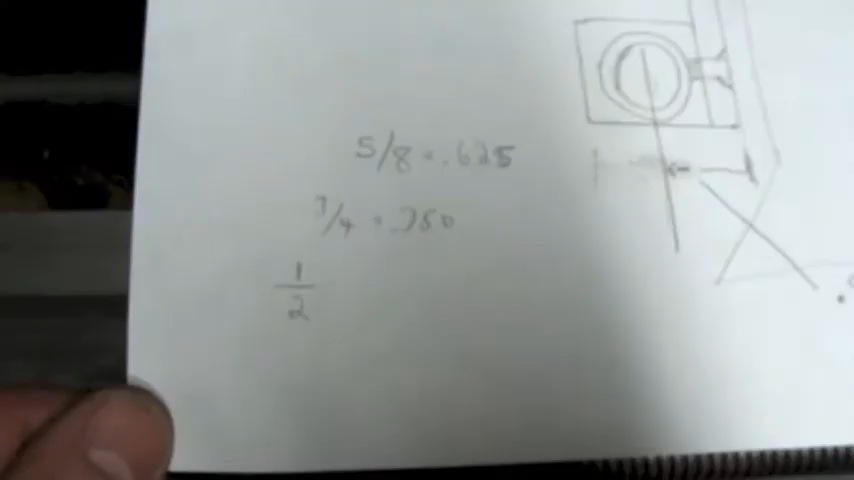 5/8 = .625
3/4 = .750
1
2